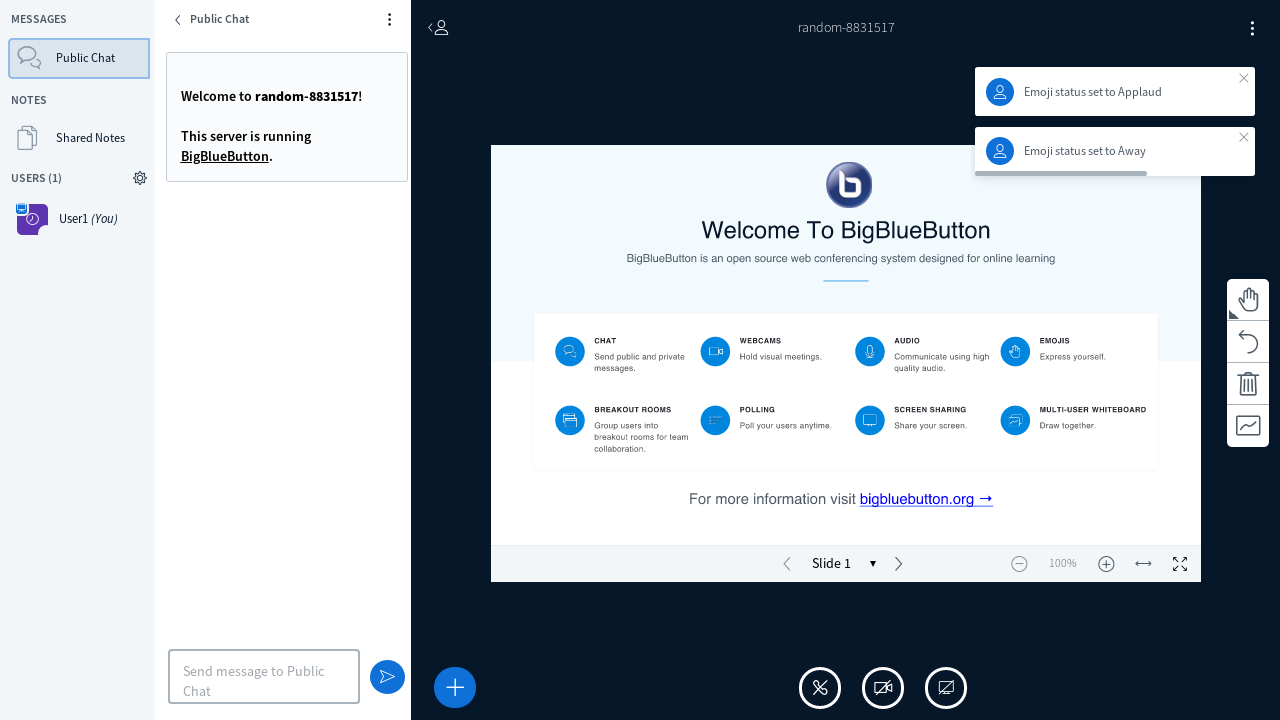 MESSAGES
Public Chat
NOTES
Shared Notes
USERS (1)
User1 (You)
Public Chat
Welcome to random-8831517!
This server is running
BigBlueButton.
Send message to Public
Chat
random-8831517
Emoji status set to Applaud
Emoji status set to Away
Welcome To BigBlueButton
BigBlueButton is an open source web conferencing system designed for online learning
CHAT
Send public and private
messages.
WEBCAMS
Hold visual meetings.
AUDIO
Communicate using high
quality audio.
EMOJIS
Express yourself.
BREAKOUT ROOMS
Group users into
breakout rooms for team
collaboration.
POLLING
Poll your users anytime.
SCREEN SHARING
Share your screen.
MULTI-USER WHITEBOARD
Draw together.
For more information visit bigbluebutton.org →
Slide 1
100%